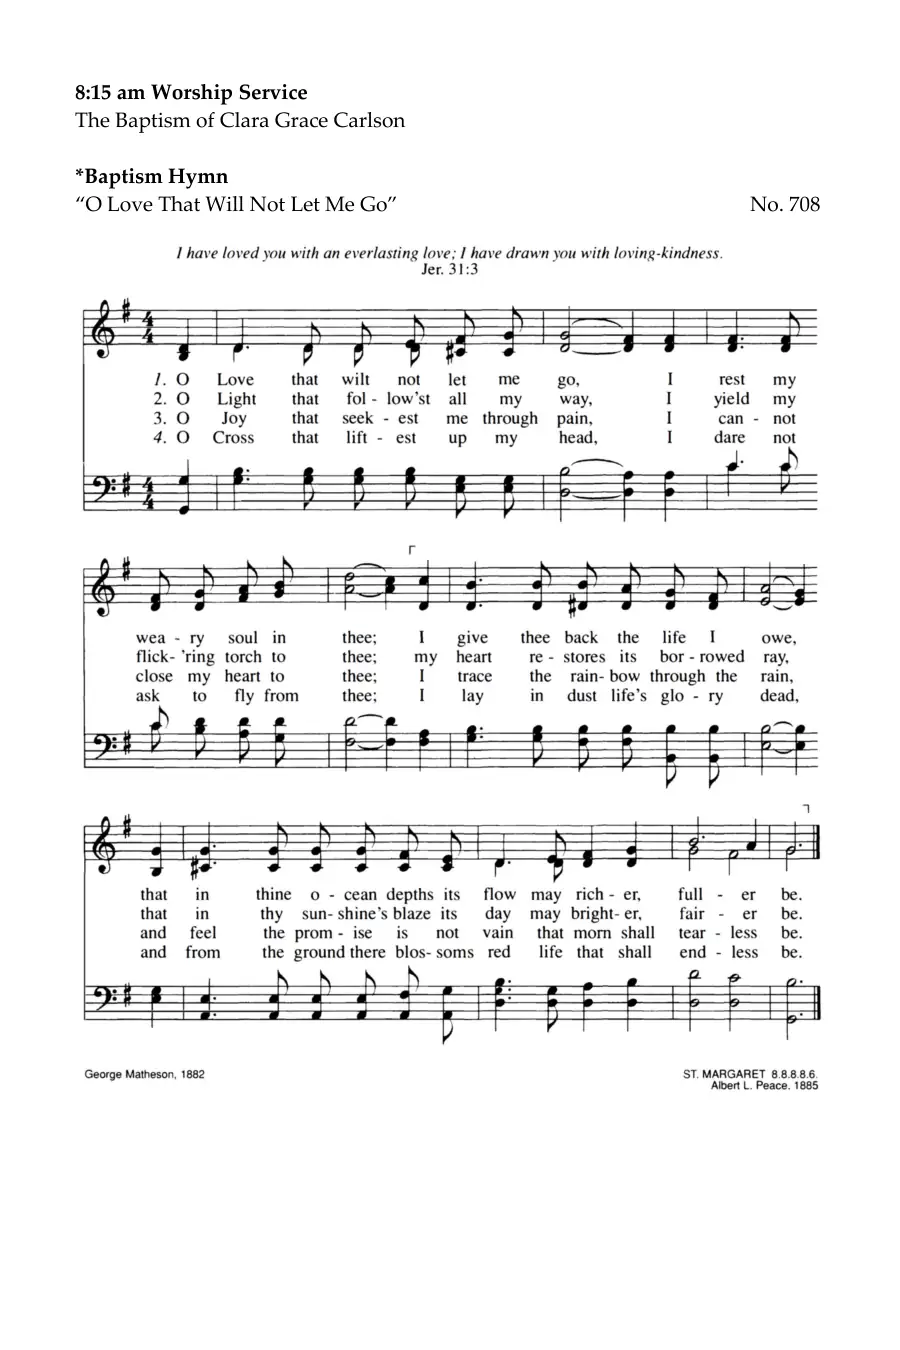 8:15 am Worship Service
The Baptism of Clara Grace Carlson
*Baptism Hymn
“O Love That Will Not Let Me Go” No. 708
I have loved you with an everlasting love; I have drawn you with loving-kindness.
Jer. 31:3
1. O Love that wilt not let me go, I rest my
2. O Light that fol - low'st all my way, I yield my
3. O Joy that seek - est me through pain, I can - not
4. O Cross that lift - est up my head, I dare not
wea - ry soul in thee; I give thee back the life I owe,
flick- 'ring torch to thee; my heart re - stores its bor - rowed ray,
close my heart to thee; I trace the rain- bow through the rain,
ask to fly from thee; I lay in dust life's glo - ry dead,
that in thine o - cean depths its flow may rich - er, full - er be.
that in thy sun- shine's blaze its day may bright- er, fair - er be.
and feel the prom - ise is not vain that morn shall tear - less be.
and from the ground there blos- soms red life that shall end - less be.
George Matheson, 1882 ST. MARGARET 8.8.8.8.6.
Albert L. Peace. 1885